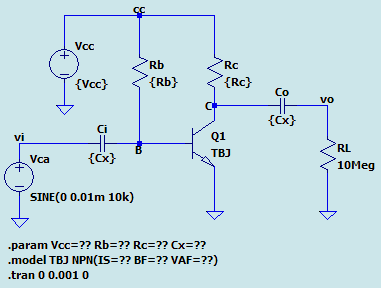 cc
Vcc
{Vcc}
Rb
{Rb}
Rc
{Rc}
C
Co
{Cx}
vo
vi
Ci
{Cx}
B
Q1
TBJ
RL
10Meg
Vca
SINE(0 0.01m 10k)
.param Vcc=?? Rb=?? Rc=?? Cx=??
.model TBJ NPN(IS=?? BF=?? VAF=??)
.tran 0 0.001 0